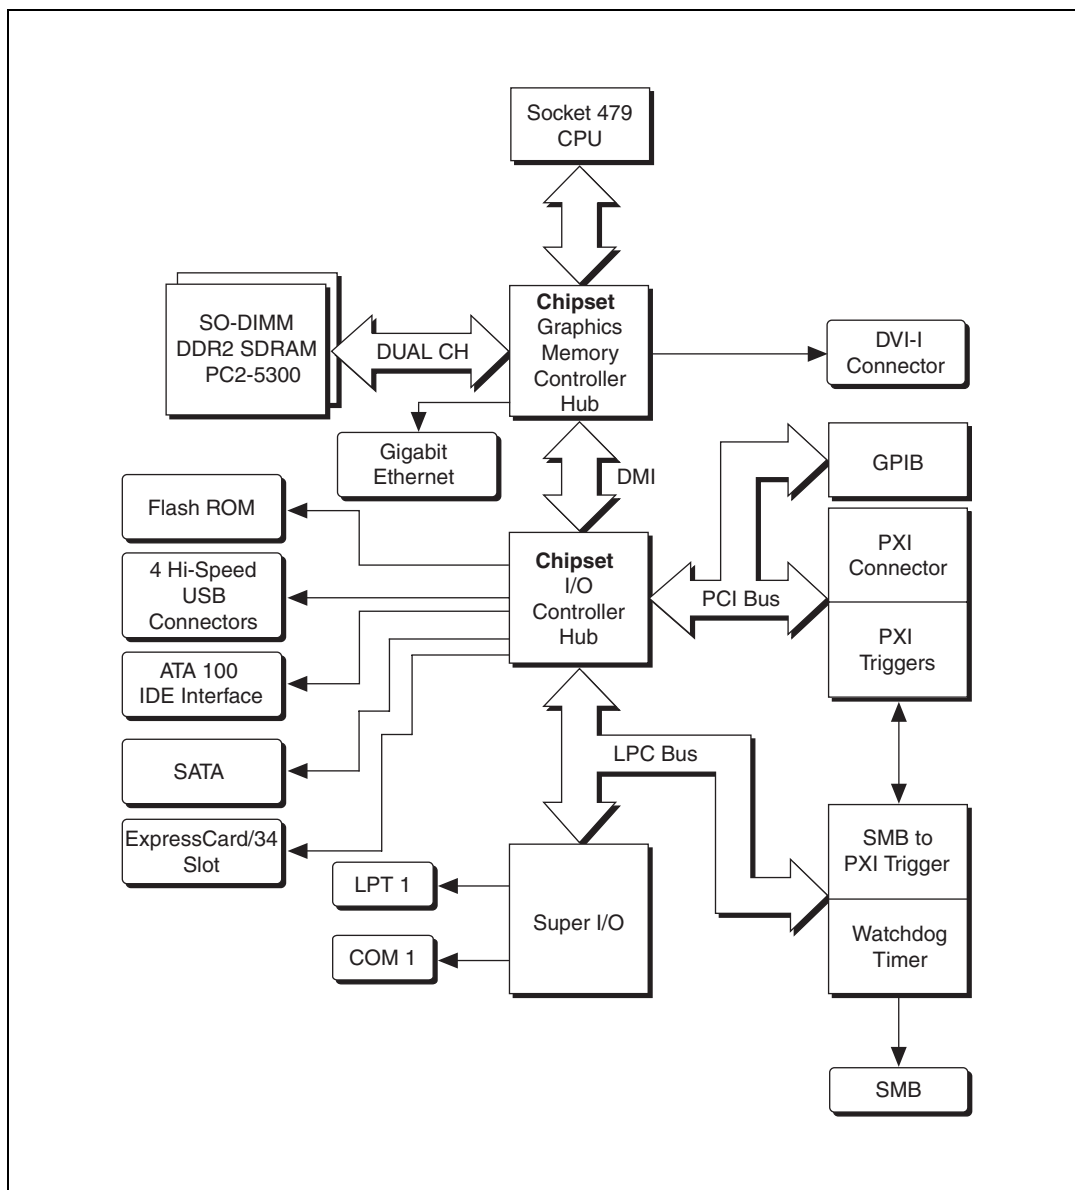 Socket 479
CPU
SO-DIMM
DDR2 SDRAM
PC2-5300
DUAL CH
Chipset
Graphics
Memory
Controller
Hub
DVI-I
Connector
Gigabit
Ethernet
DMI
GPIB
Flash ROM
4 Hi-Speed
USB
Connectors
ATA 100
IDE Interface
SATA
ExpressCard/34
Slot
Chipset
I/O
Controller
Hub
PCI Bus
PXI
Connector
PXI
Triggers
LPC Bus
LPT 1
COM 1
Super I/O
SMB to
PXI Trigger
Watchdog
Timer
SMB